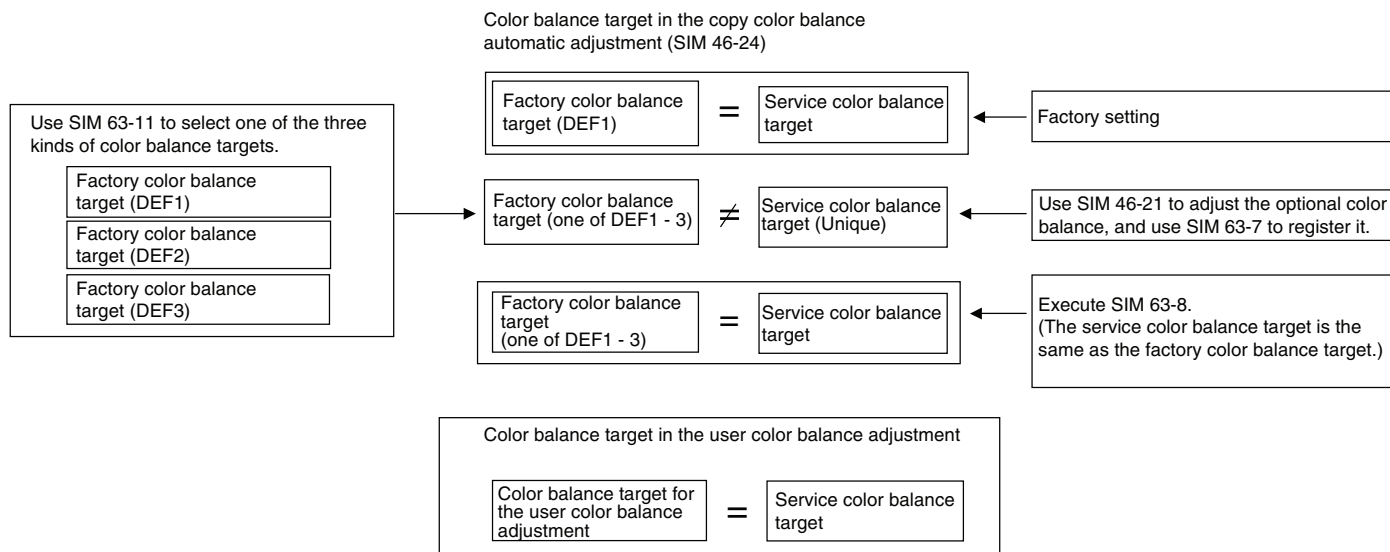 Color balance target in the copy color balance
automatic adjustment (SIM 46-24)
Use SIM 63-11 to select one of the three
kinds of color balance targets.
Factory color balance
target (DEF1)
Factory color balance
target (DEF2)
Factory color balance
target (DEF3)
Factory color balance
target (DEF1)
=
Service color balance
target
Factory setting
Factory color balance
target (one of DEF1 - 3)
≠
Service color balance
target (Unique)
Use SIM 46-21 to adjust the optional color
balance, and use SIM 63-7 to register it.
Factory color balance
target
(one of DEF1 - 3)
=
Service color balance
target
Execute SIM 63-8.
(The service color balance target is the
same as the factory color balance target.)
Color balance target in the user color balance adjustment
Color balance target for
the user color balance
adjustment
=
Service color balance
target